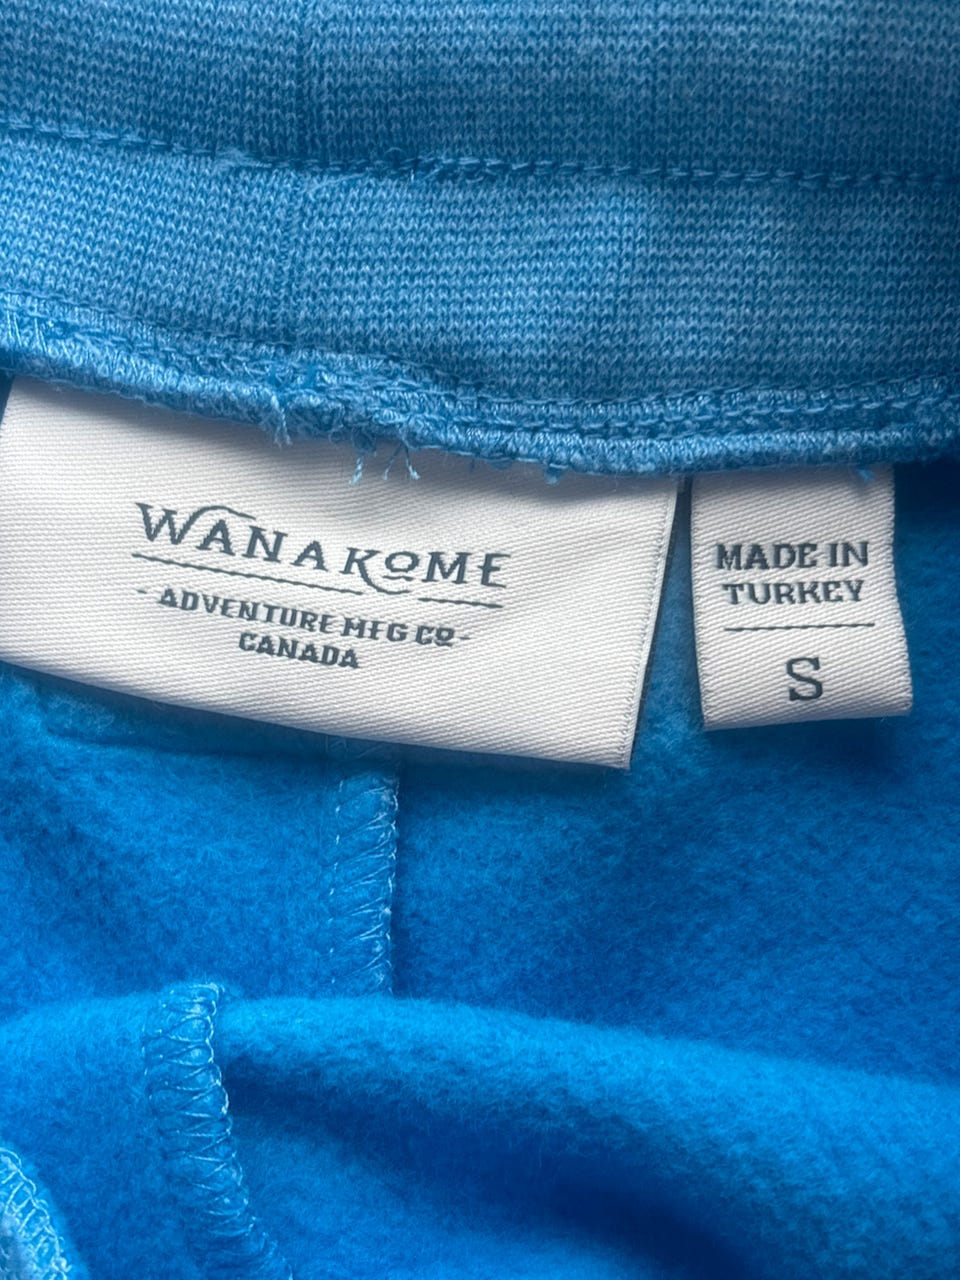 WANAKOME
- ADVENTURE MFG CO -
CANADA
MADE IN
TURKEY
S